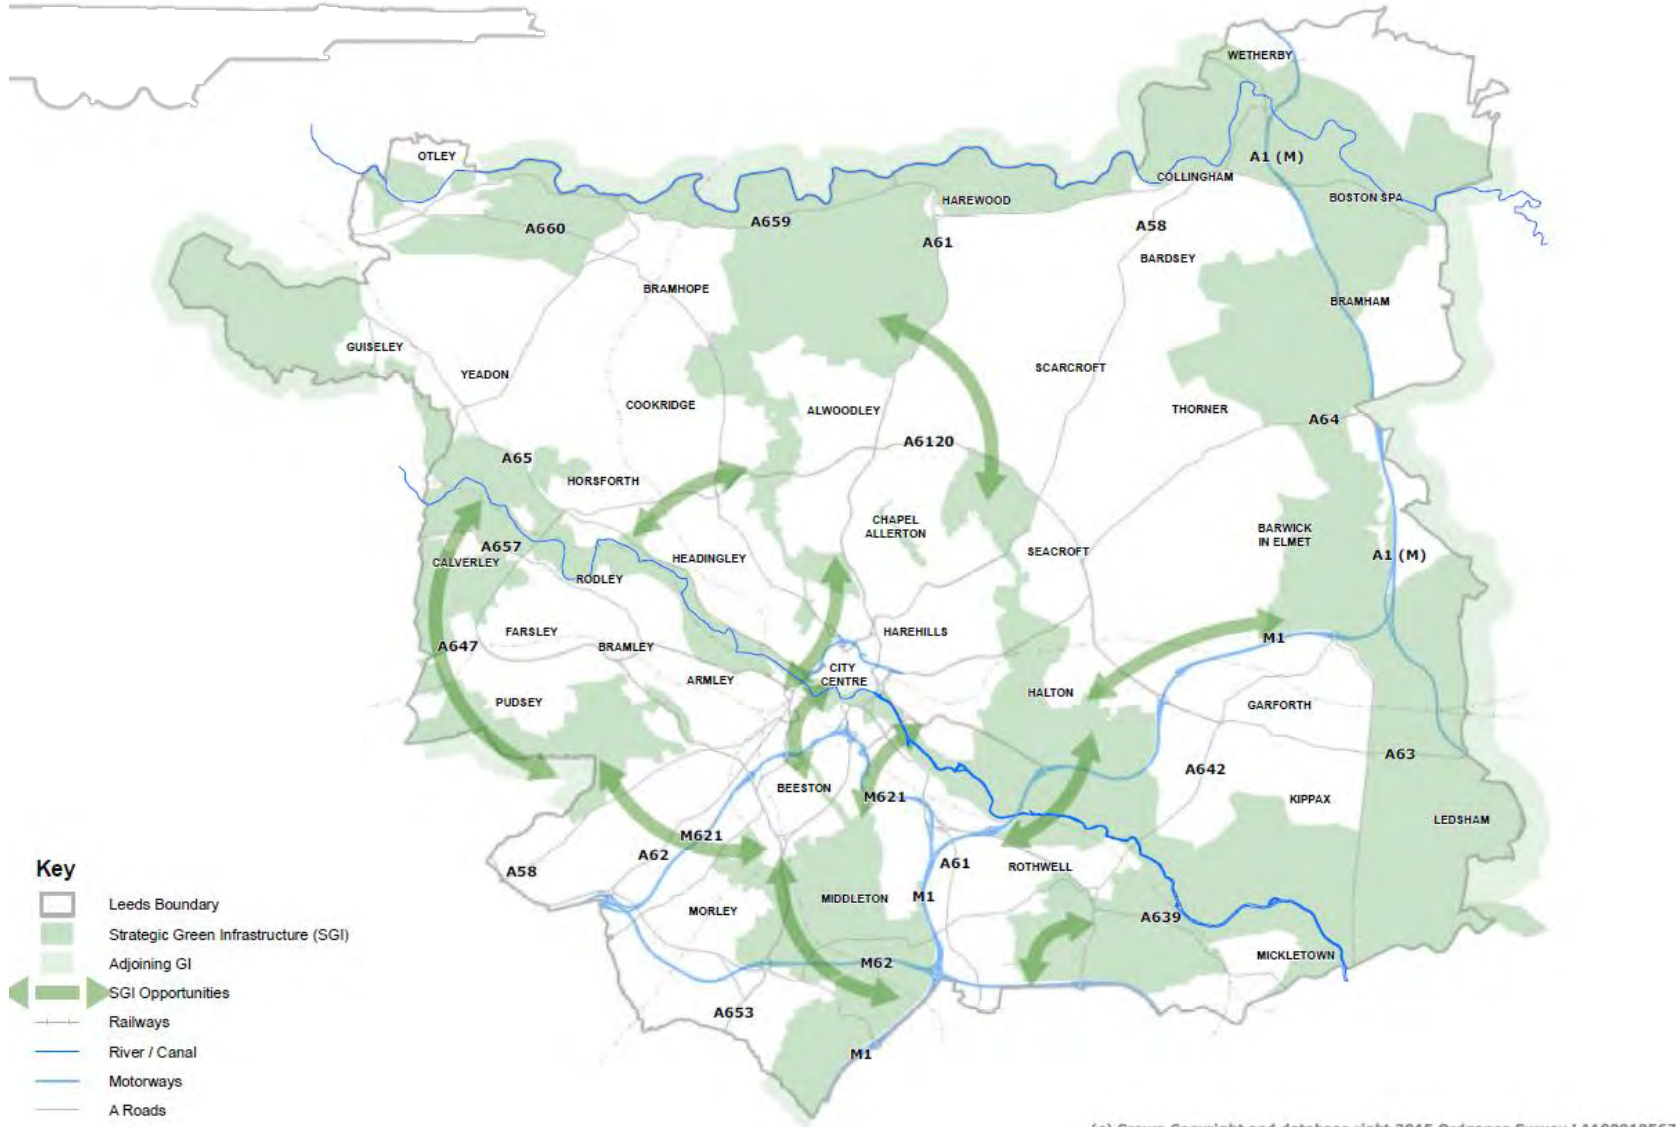 WETHERBY
OTLEY
A1 (M)
COLLINGHAM
HAREWOOD
BOSTON SPA
A660
A659
A61
A58
BARDSEY
BRAMHOPE
BRAMHAM
GUISELEY
YEADON
SCARCROFT
COOKRIDGE
ALWOODLEY
THORNER
A64
A6120
A65
HORSFORTH
CHAPEL
ALLERTON
BARWICK
IN ELMET
A657
CALVERLEY
HEADINGLEY
SEACROFT
A1 (M)
RODLEY
FARSLEY
HAREHILLS
A647
BRAMLEY
M1
CITY
CENTRE
ARMLEY
HALTON
PUDSEY
GARFORTH
A63
A642
BEESTON
M621
KIPPAX
LEDSHAM
M621
A62
A61
ROTHWELL
A58
MIDDLETON
M1
MORLEY
A639
MICKLETOWN
M62
A653
M1
Key
Leeds Boundary
Strategic Green Infrastructure (SGI)
Adjoining GI
SGI Opportunities
Railways
River / Canal
Motorways
A Roads